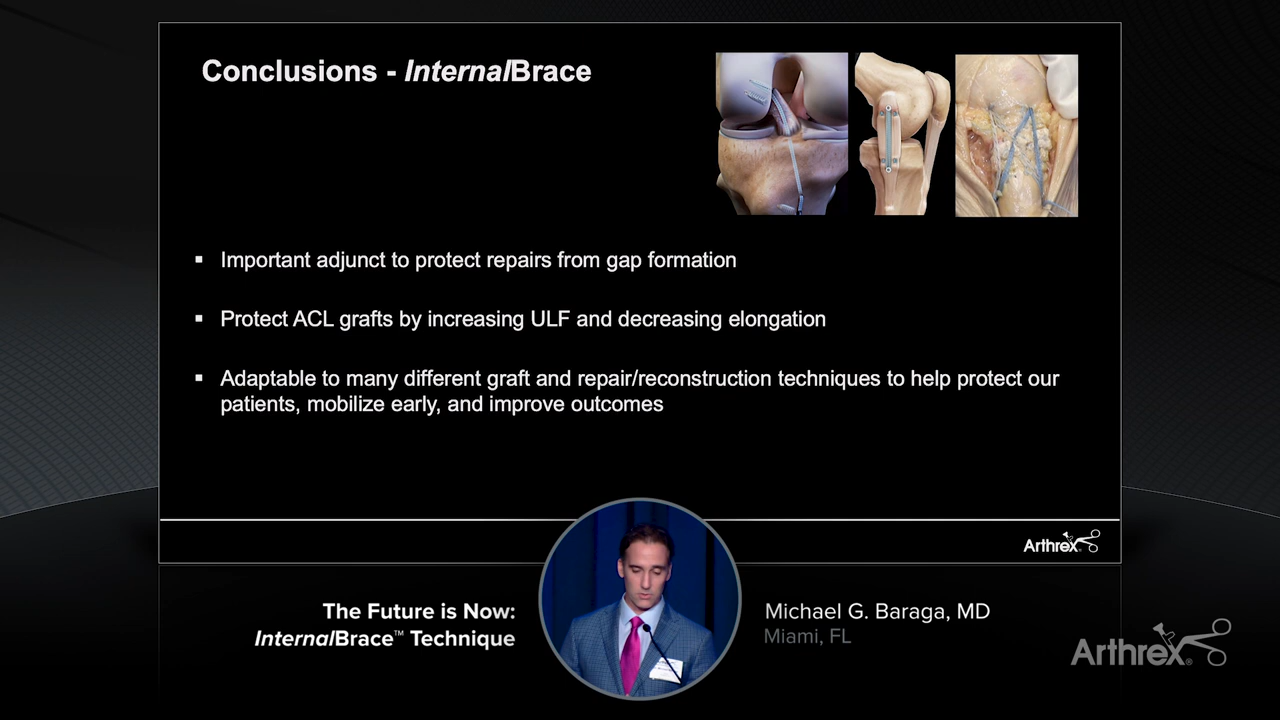 Conclusions - InternalBrace
▪ Important adjunct to protect repairs from gap formation
▪ Protect ACL grafts by increasing ULF and decreasing elongation
▪ Adaptable to many different graft and repair/reconstruction techniques to help protect our
patients, mobilize early, and improve outcomes
Arthrex®
The Future is Now:
InternalBrace™ Technique
Michael G. Baraga, MD
Miami, FL
Arthrex®